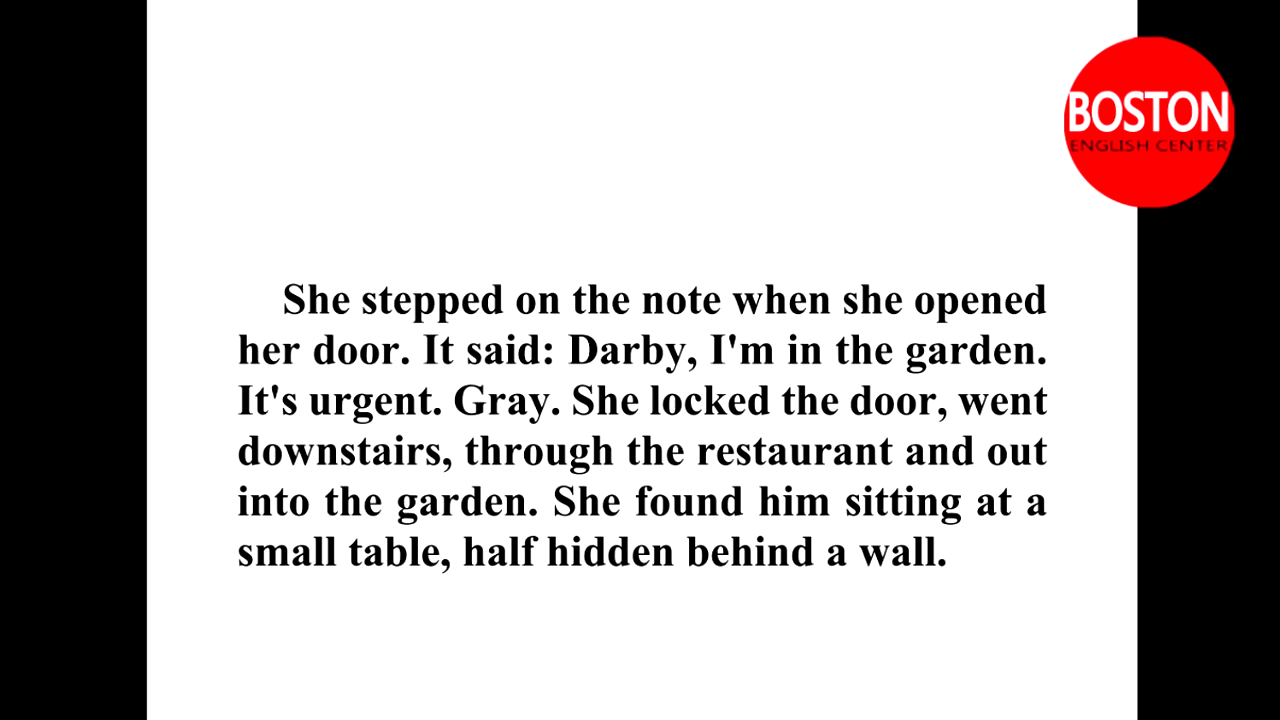 BOSTON
ENGLISH CENTER
She stepped on the note when she opened
her door. It said: Darby, I'm in the garden.
It's urgent. Gray. She locked the door, went
downstairs, through the restaurant and out
into the garden. She found him sitting at a
small table, half hidden behind a wall.